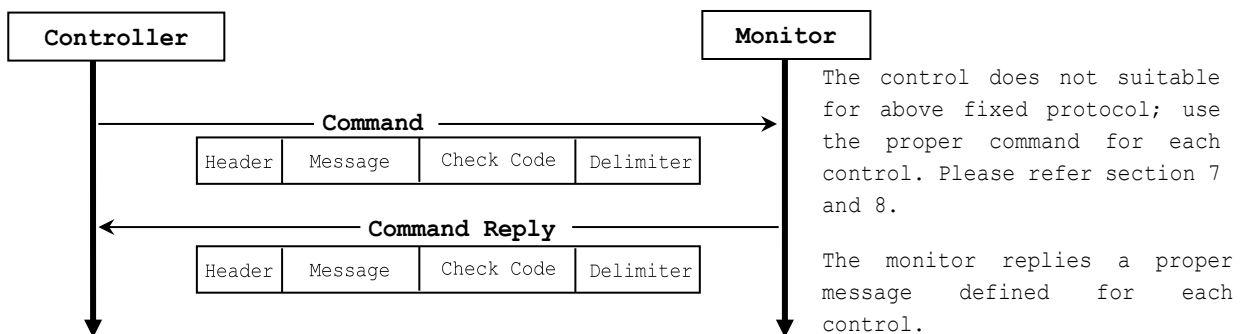 Controller
Monitor
Command
Header Message Check Code Delimiter
Command Reply
Header Message Check Code Delimiter
The control does not suitable
for above fixed protocol; use
the proper command for each
control. Please refer section 7
and 8.
The monitor replies a proper
message defined for each
control.